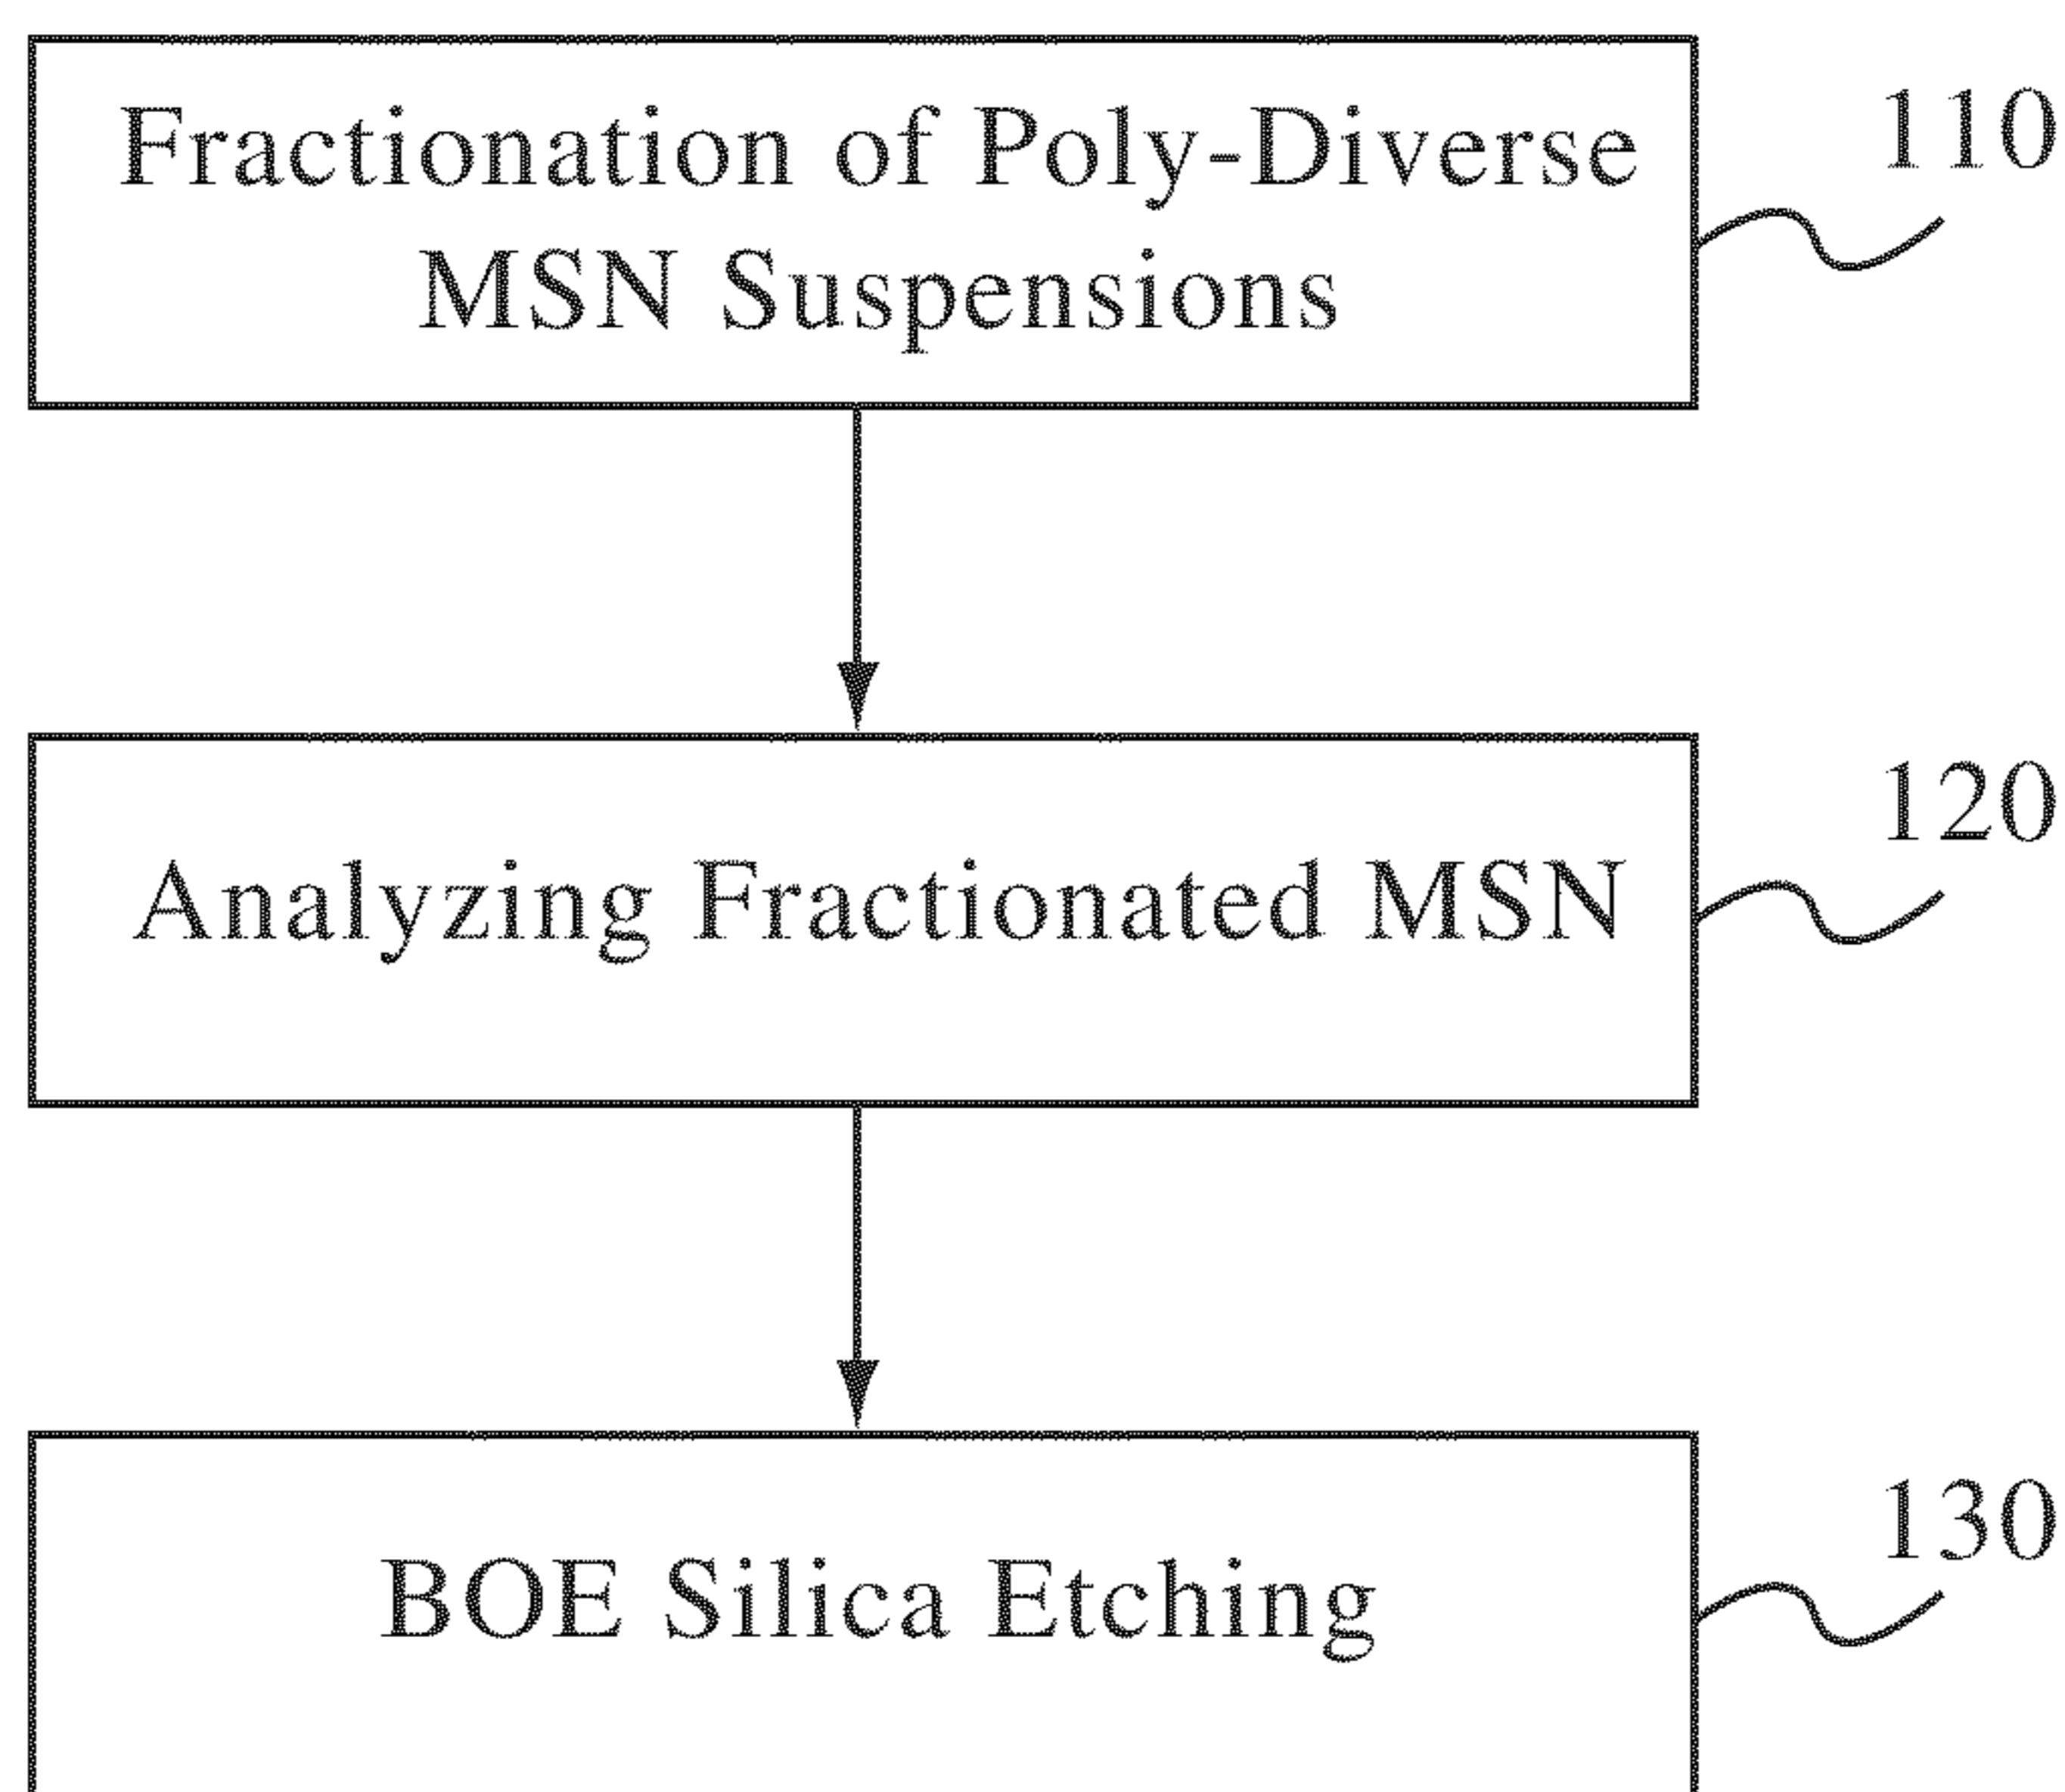 Fractionation of Poly-Diverse
MSN Suspensions
110
Analyzing Fractionated MSN
120
BOE Silica Etching
130